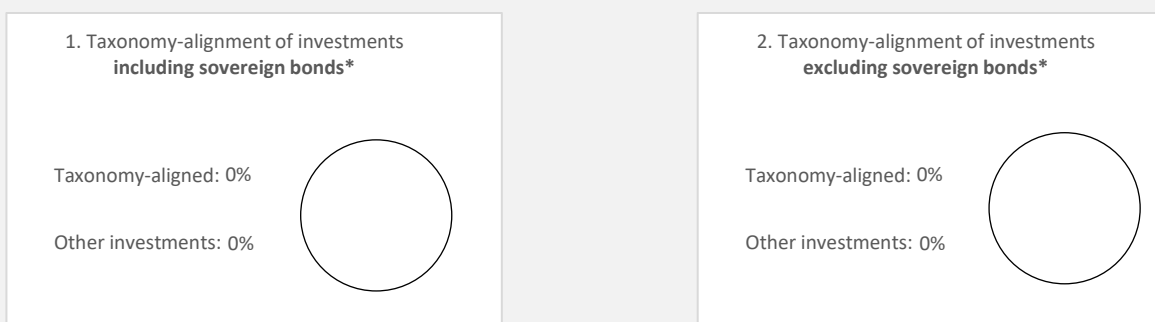 1. Taxonomy-alignment of investments
including sovereign bonds*
Taxonomy-aligned: 0%
Other investments: 0%
2. Taxonomy-alignment of investments
excluding sovereign bonds*
Taxonomy-aligned: 0%
Other investments: 0%